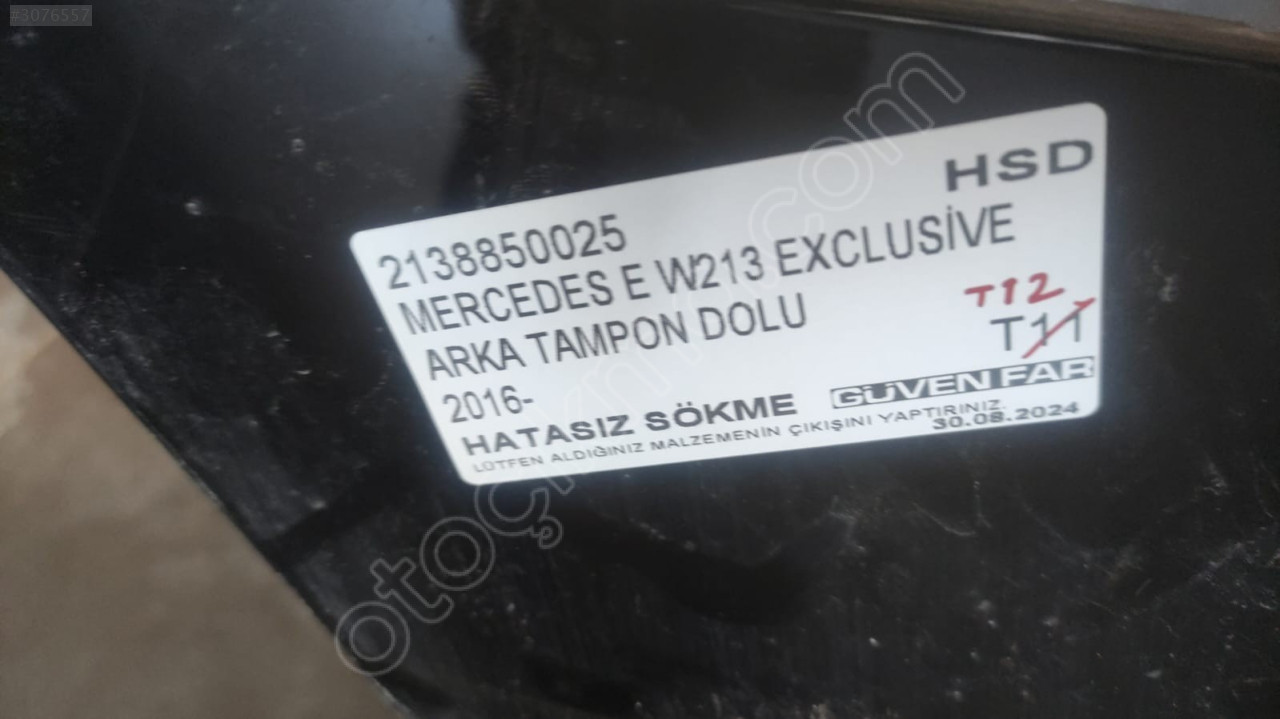 #3076557
HSD
2138850025
MERCEDES E W213 EXCLUSİVE
ARKA TAMPON DOLU
T12
T11
2016-
HATASIZ SÖKME
GÜVEN FAR
LÜTFEN ALDIĞINIZ MALZEMENİN ÇIKIŞINI YAPTIRINIZ.
30.08.2024
otoçıkma.com